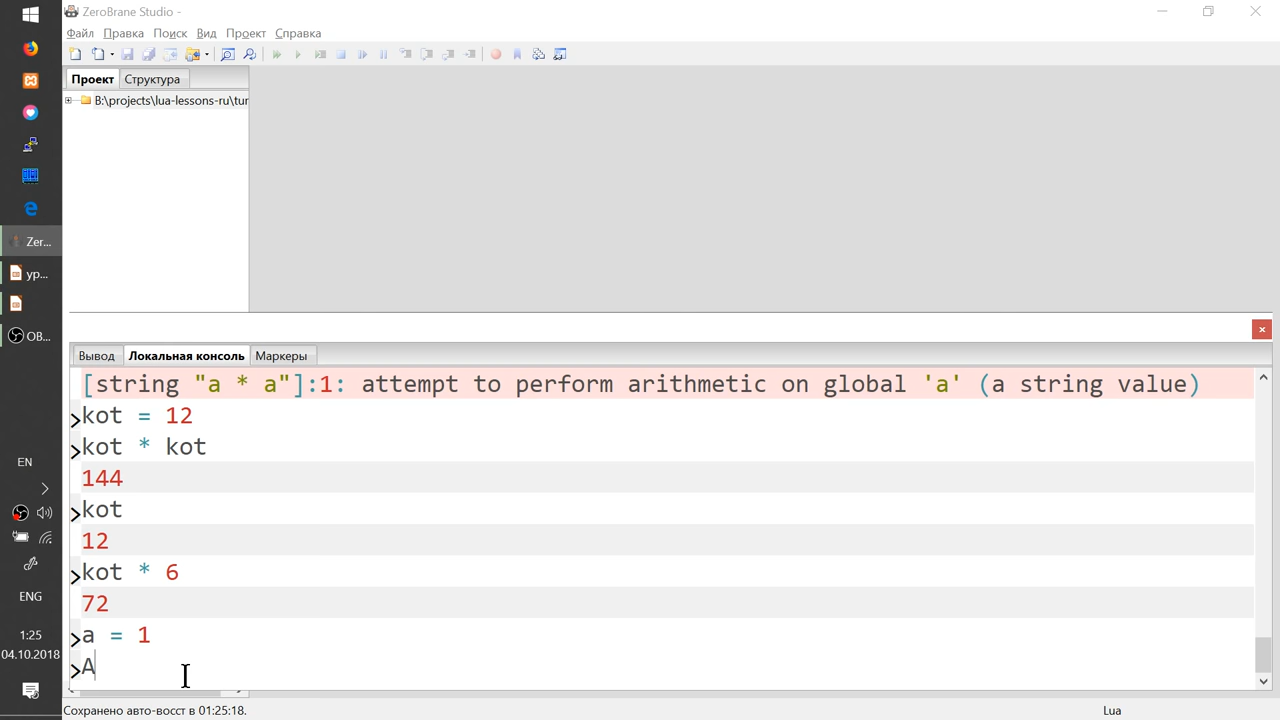 ZeroBrane Studio -
Файл Правка Поиск Вид Проект Справка
Проект Структура
B:\projects\lua-lessons-ru\tur
Zer...
ур...
OB...
Вывод Локальная консоль Маркеры
[string "a * a"]:1: attempt to perform arithmetic on global 'a' (a string value)
kot = 12
kot * kot
144
kot
12
kot * 6
72
a = 1
A
EN
ENG
1:25
04.10.2018
Сохранено авто-восст в 01:25:18.
Lua